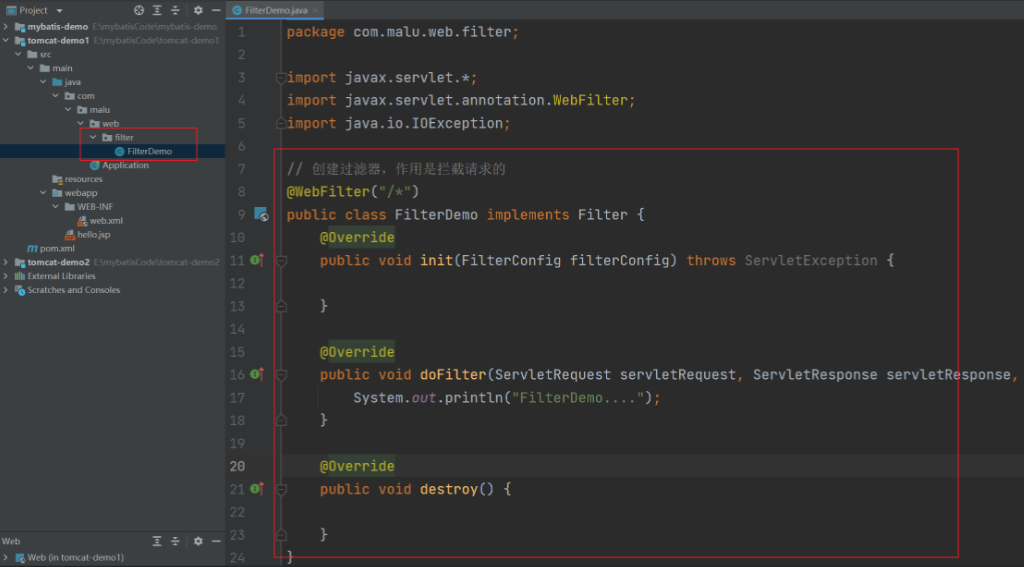 Project
mybatis-demo E:\mybatisCode\mybatis-demo
tomcat-demo1 E:\mybatisCode\tomcat-demo1
src
main
java
com
malu
web
filter
FilterDemo
Application
resources
webapp
WEB-INF
web.xml
hello.jsp
pom.xml
tomcat-demo2 E:\mybatisCode\tomcat-demo2
External Libraries
Scratches and Consoles
Web
Web (in tomcat-demo1)
FilterDemo.java
1 package com.malu.web.filter;
2
3 import javax.servlet.*;
4 import javax.servlet.annotation.WebFilter;
5 import java.io.IOException;
6
7 // 创建过滤器，作用是拦截请求的
8 @WebFilter("/*")
9 public class FilterDemo implements Filter {
10 @Override
11 public void init(FilterConfig filterConfig) throws ServletException {
12
13 }
14
15 @Override
16 public void doFilter(ServletRequest servletRequest, ServletResponse servletResponse,
17 System.out.println("FilterDemo....");
18 }
19
20 @Override
21 public void destroy() {
22
23 }
24 }